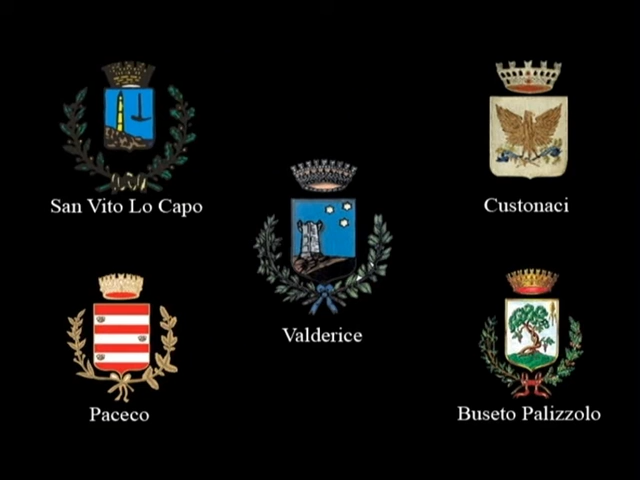 San Vito Lo Capo
Custonaci
Valderice
Paceco
Buseto Palizzolo